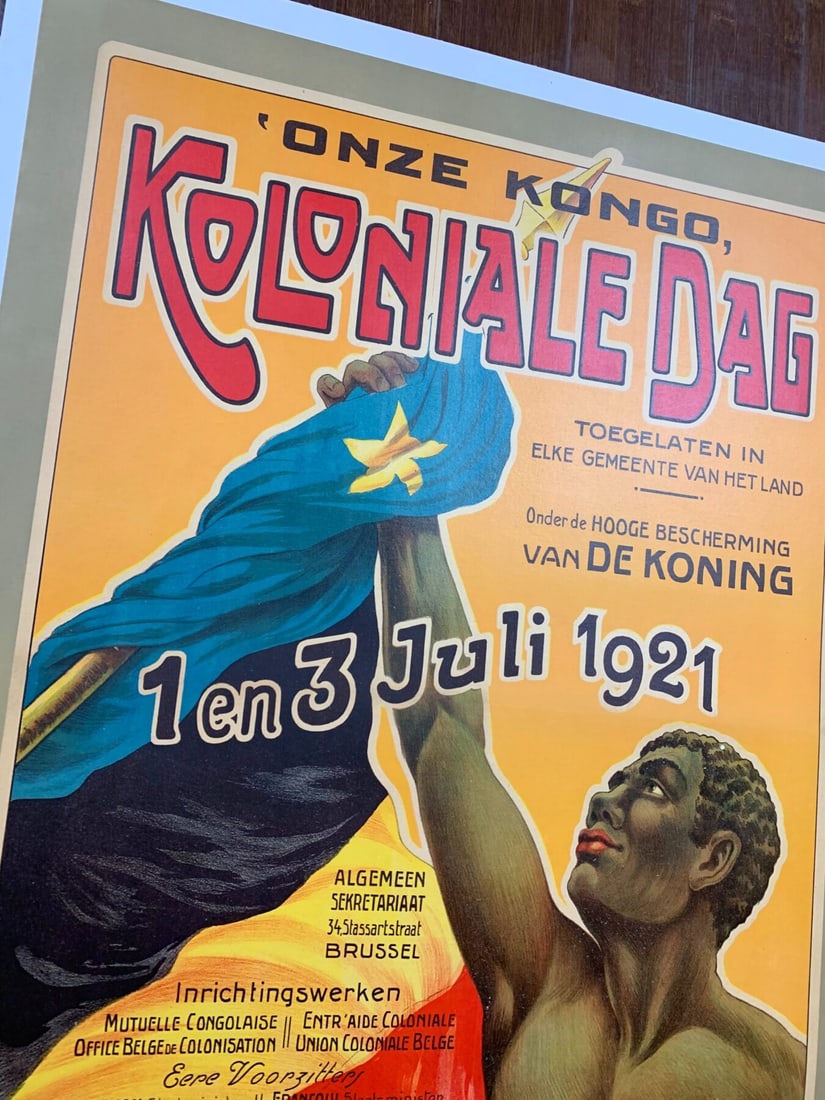 'ONZE KONGO,
KOLONIALE DAG
TOEGELATEN IN
ELKE GEMEENTE VAN HET LAND
Onder de HOOGE BESCHERMING
VAN DE KONING
1 en 3 Juli 1921
ALGEMEEN
SEKRETARIAAT
34, Stassartstraat
BRUSSEL
Inrichtingswerken
MUTUELLE CONGOLAISE || ENTR'AIDE COLONIALE
OFFICE BELGE DE COLONISATION || UNION COLONIALE BELGE
Eere Voorzitters
FRANCQUI Staatsminister